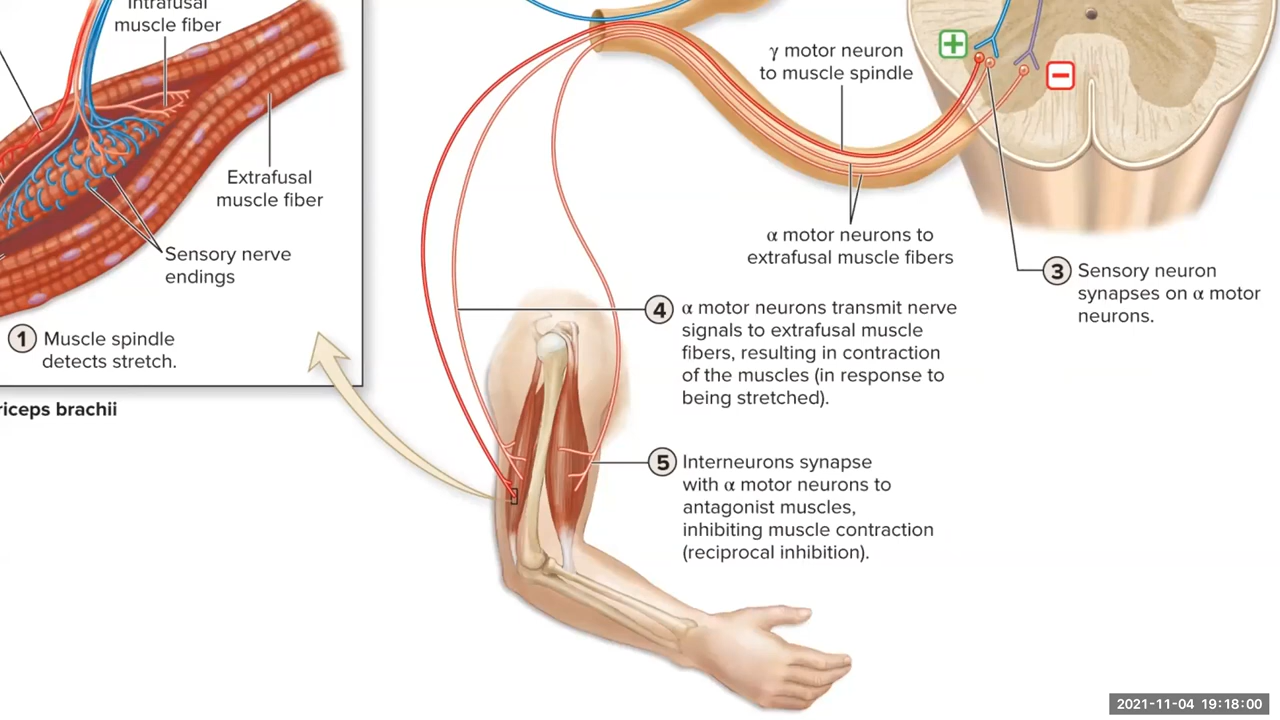 Intrafusal
muscle fiber
Extrafusal
muscle fiber
Sensory nerve
endings
1 Muscle spindle
detects stretch.
riceps brachii
γ motor neuron
to muscle spindle
+
−
α motor neurons to
extrafusal muscle fibers
3 Sensory neuron
synapses on α motor
neurons.
4 α motor neurons transmit nerve
signals to extrafusal muscle
fibers, resulting in contraction
of the muscles (in response to
being stretched).
5 Interneurons synapse
with α motor neurons to
antagonist muscles,
inhibiting muscle contraction
(reciprocal inhibition).
2021-11-04 19:18:00